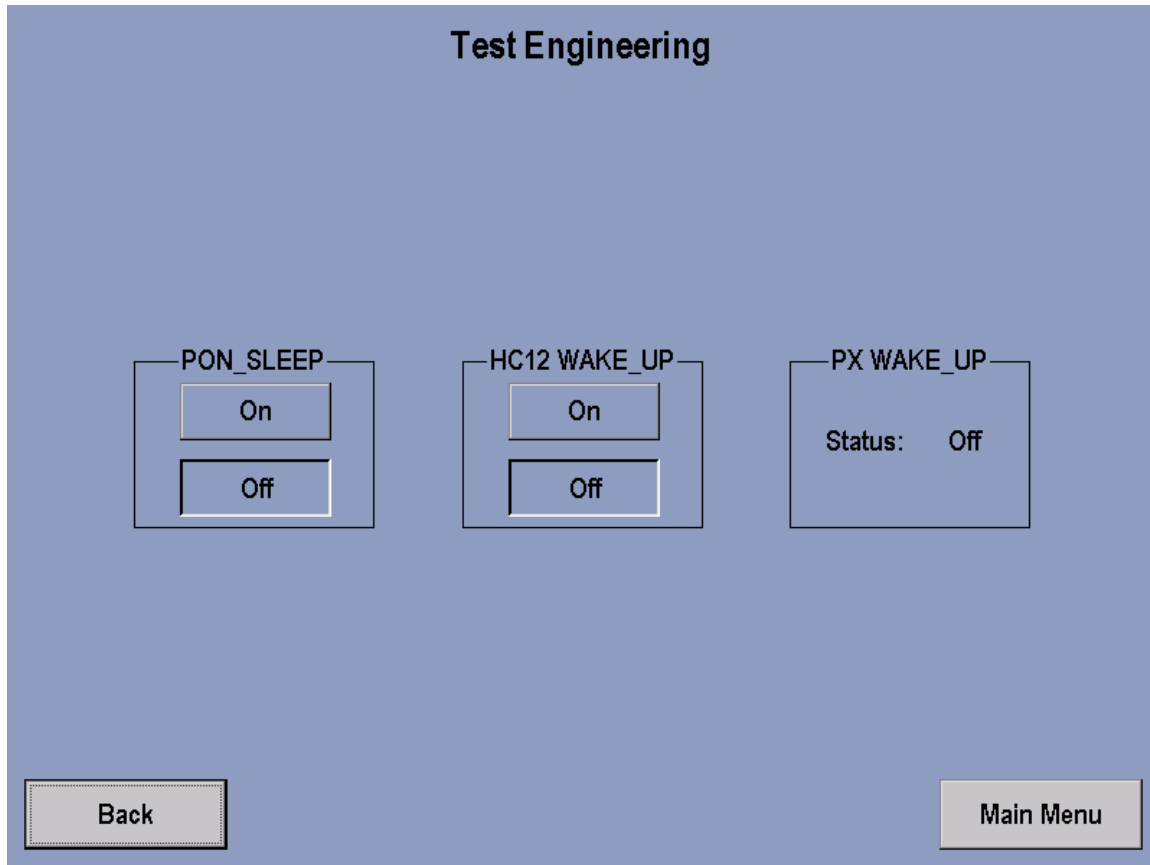 Test Engineering
PON_SLEEP
On
Off
HC12 WAKE_UP
On
Off
PX WAKE_UP
Status: Off
Back
Main Menu